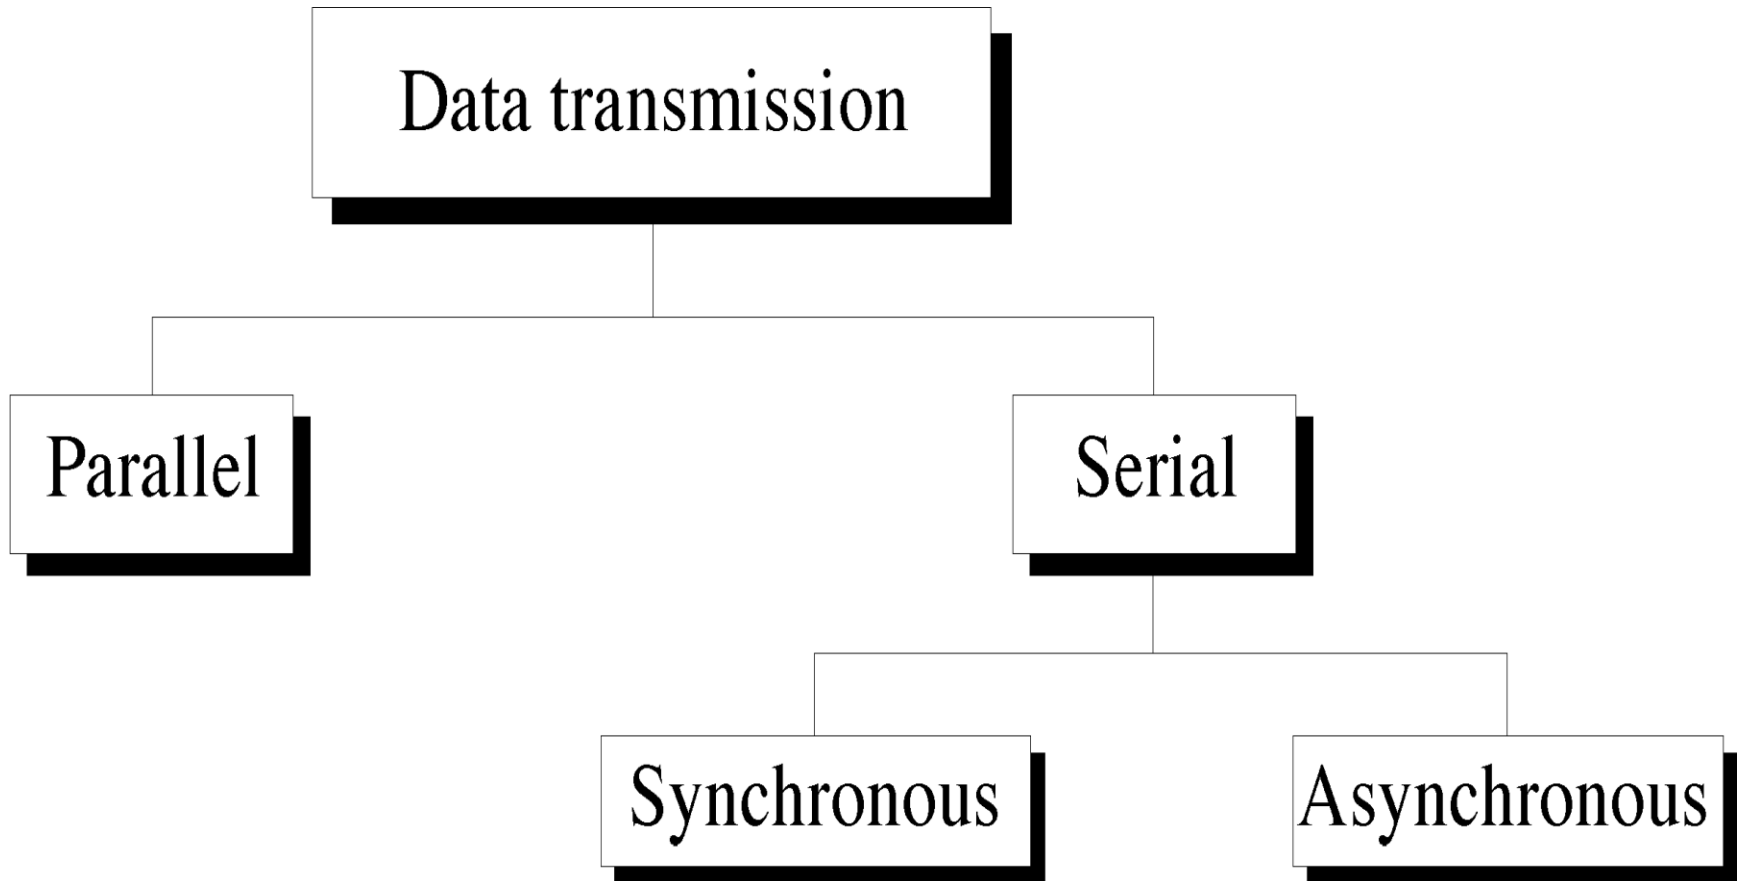 Data transmission
Parallel
Serial
Synchronous
Asynchronous